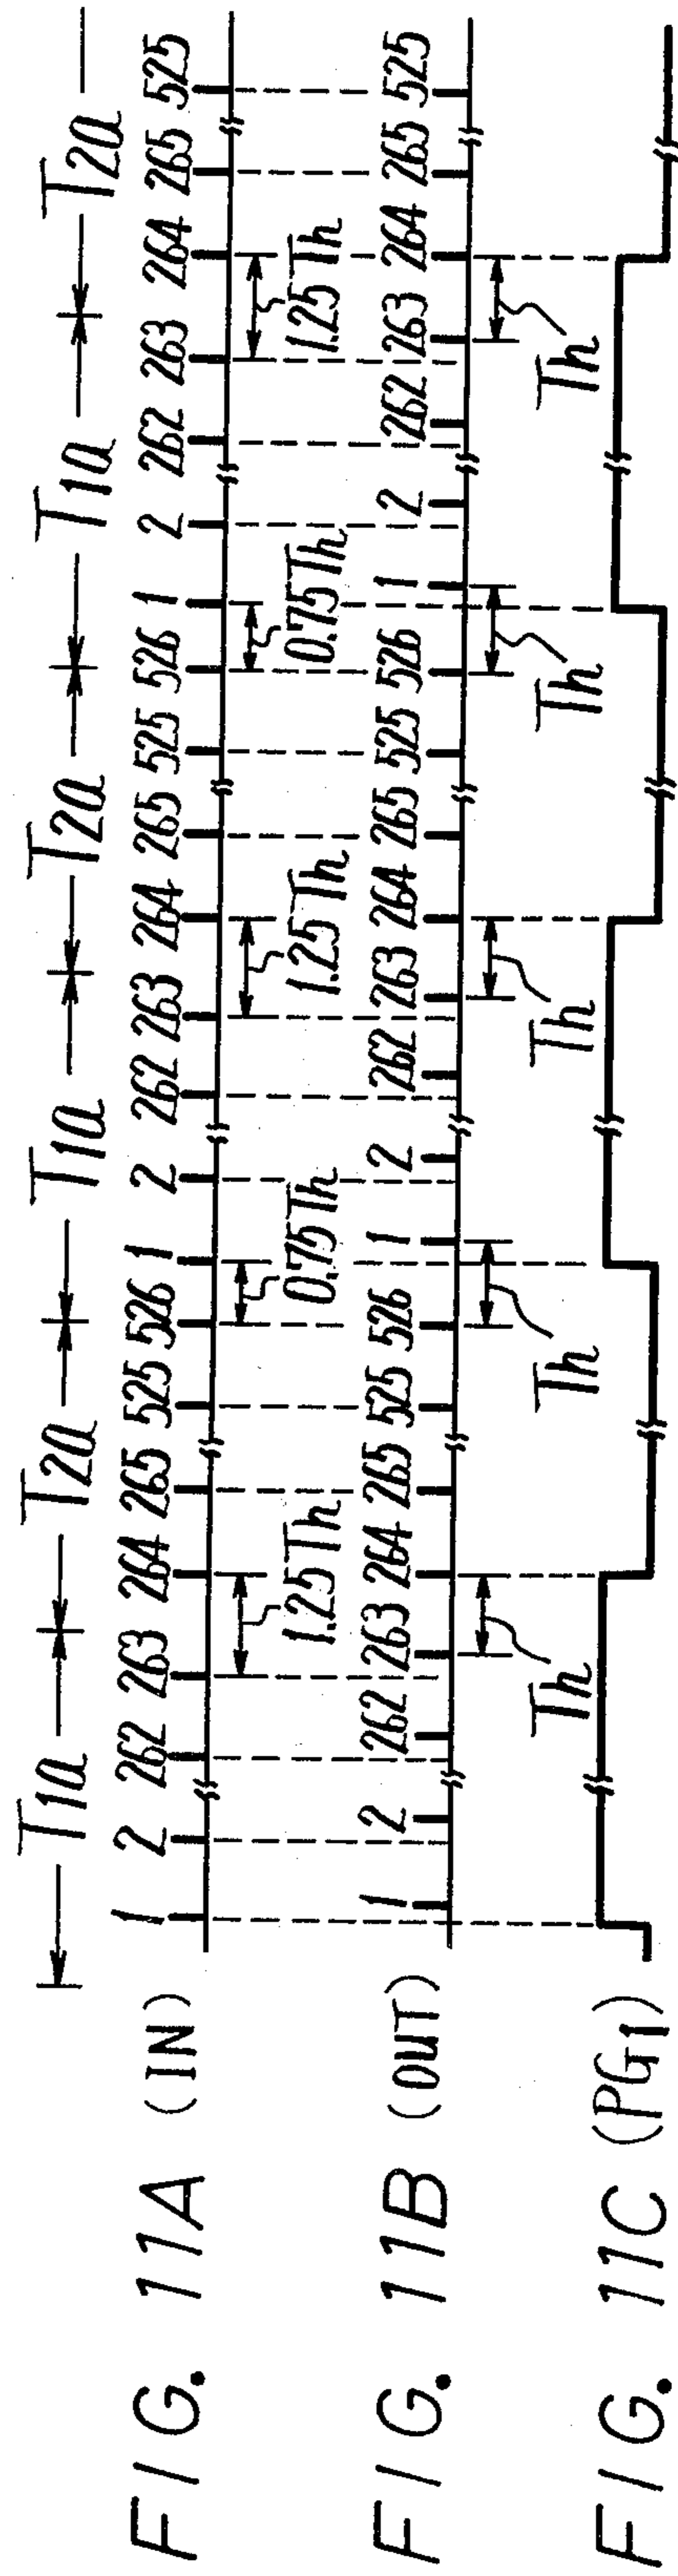 T1a T2a T1a T2a T1a T2a
FIG. 11A (IN) 1 2 262 263 264 265 525 526 1 2 262 263 264 265 525 526 1 2 262 263 264 265 525
1.25Th 0.75Th 1.25Th 0.75Th 1.25Th
FIG. 11B (OUT) 1 2 262 263 264 265 525 526 1 2 262 263 264 265 525 526 1 2 262 263 264 265 525
Th Th Th Th Th
FIG. 11C (PG1)